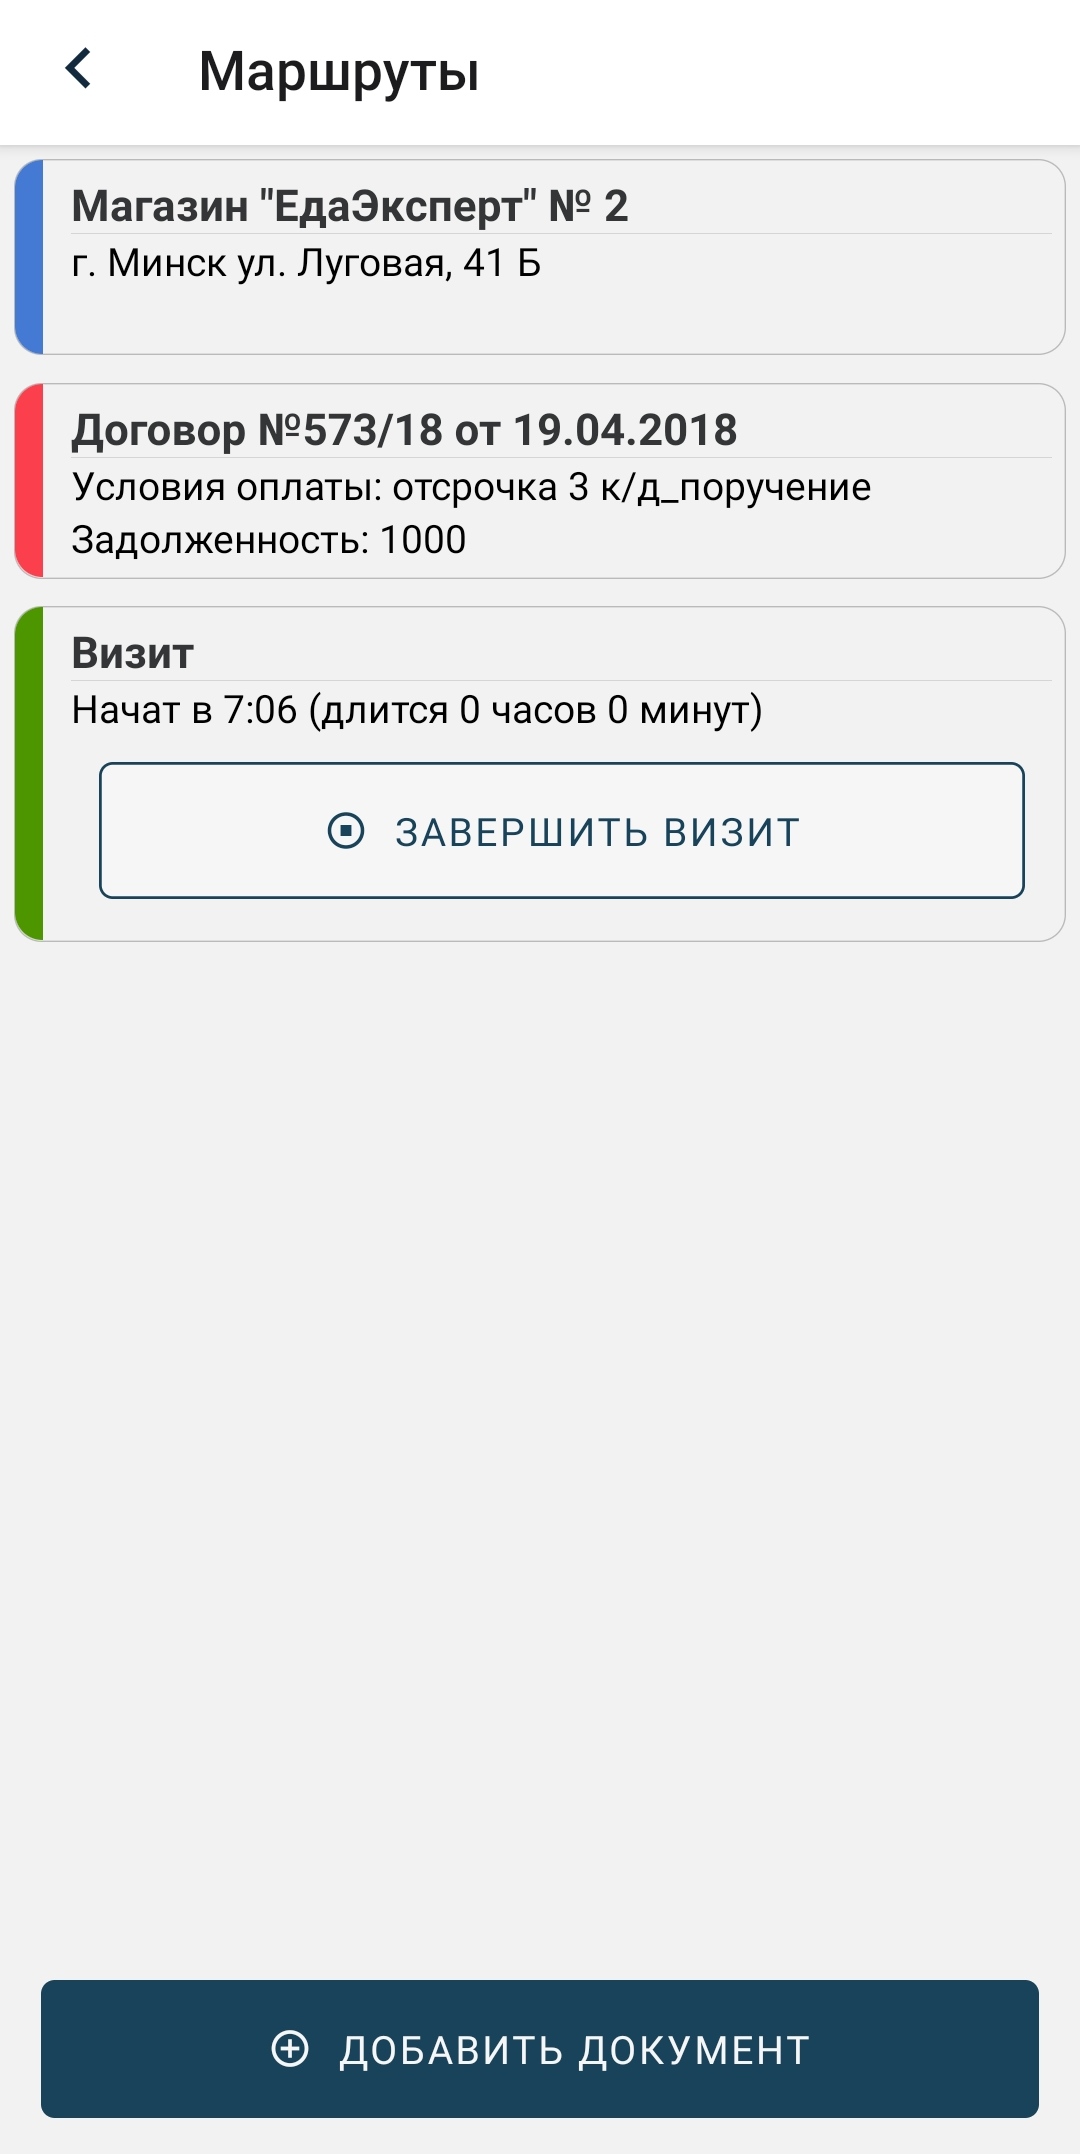 Маршруты
Магазин "ЕдаЭксперт" № 2
г. Минск ул. Луговая, 41 Б
Договор №573/18 от 19.04.2018
Условия оплаты: отсрочка 3 к/д_поручение
Задолженность: 1000
Визит
Начат в 7:06 (длится 0 часов 0 минут)
ЗАВЕРШИТЬ ВИЗИТ
ДОБАВИТЬ ДОКУМЕНТ